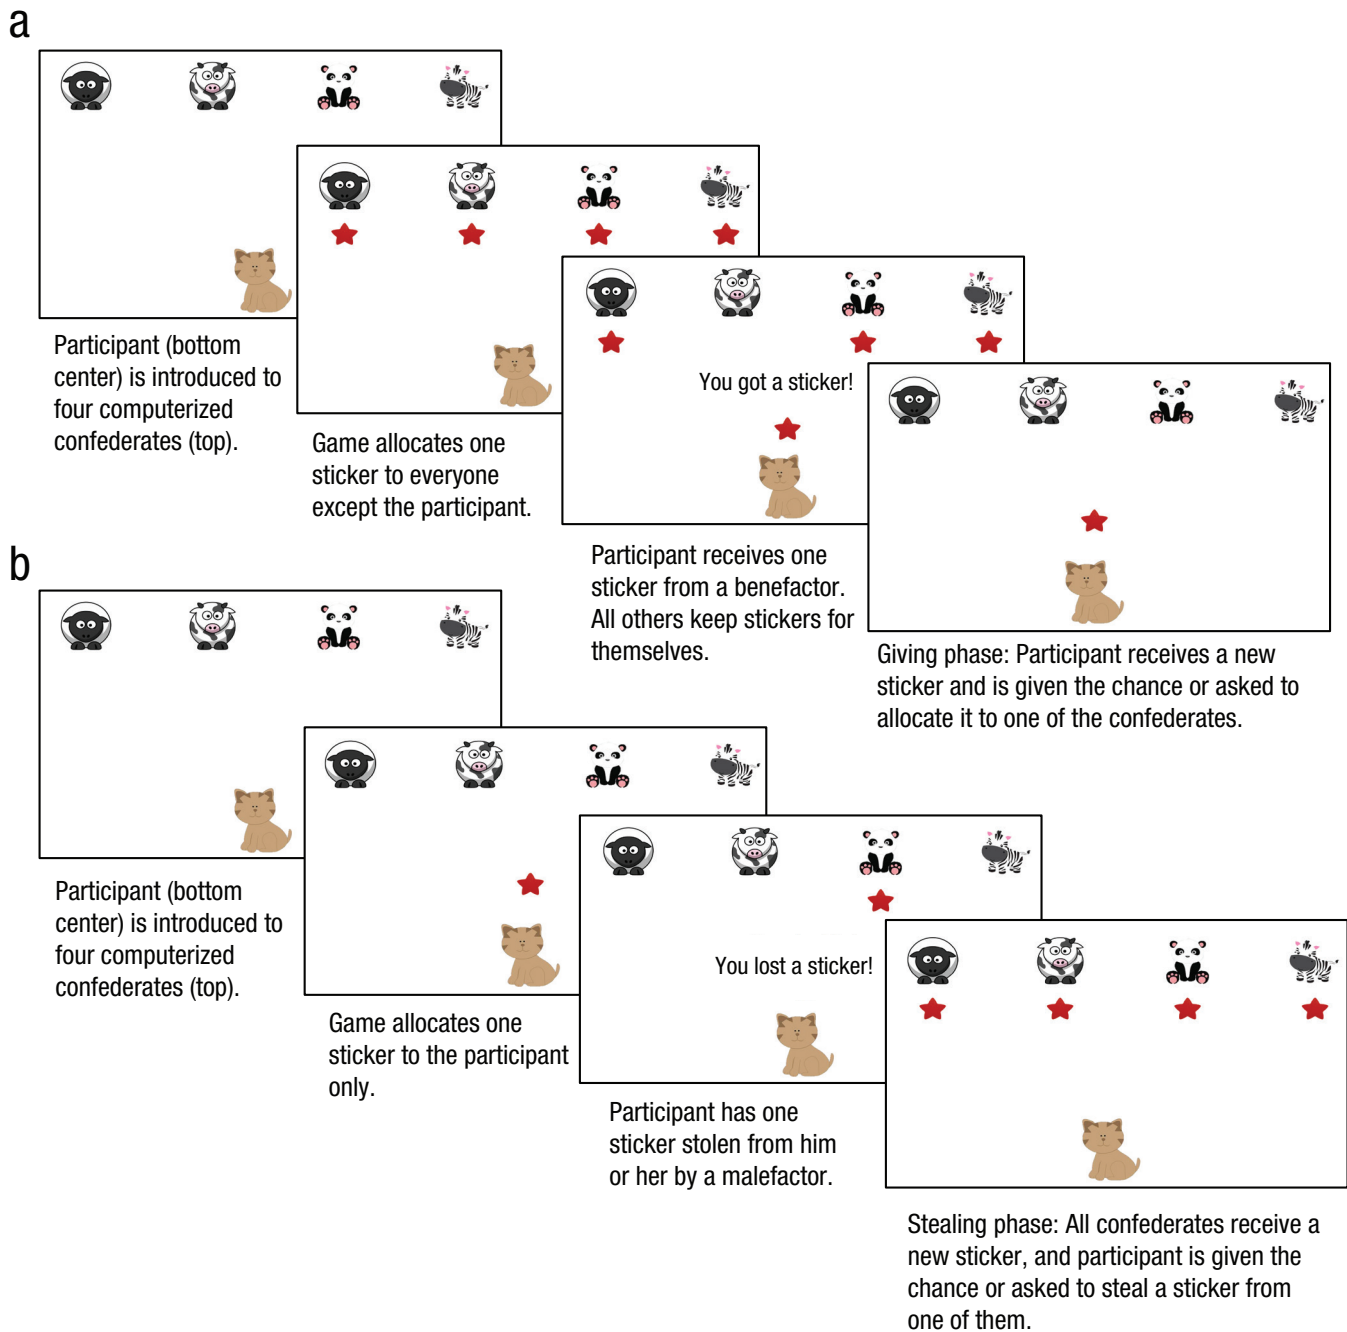 a
Participant (bottom
center) is introduced to
four computerized
confederates (top).
Game allocates one
sticker to everyone
except the participant.
You got a sticker!
Participant receives one
sticker from a benefactor.
All others keep stickers for
themselves.
Giving phase: Participant receives a new
sticker and is given the chance or asked to
allocate it to one of the confederates.
b
Participant (bottom
center) is introduced to
four computerized
confederates (top).
Game allocates one
sticker to the participant
only.
You lost a sticker!
Participant has one
sticker stolen from him
or her by a malefactor.
Stealing phase: All confederates receive a
new sticker, and participant is given the
chance or asked to steal a sticker from
one of them.